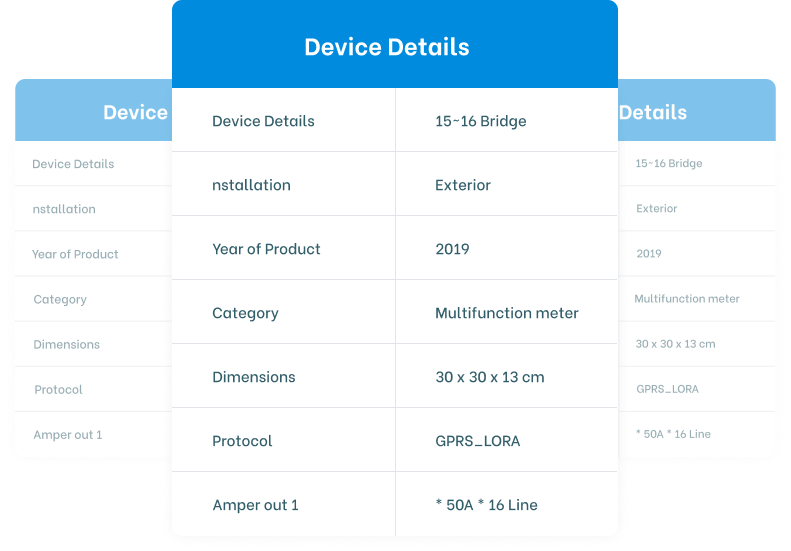 Device Details
Device Details 15~16 Bridge
nstallation Exterior
Year of Product 2019
Category Multifunction meter
Dimensions 30 x 30 x 13 cm
Protocol GPRS_LORA
Amper out 1 * 50A * 16 Line
Device
Device Details
nstallation
Year of Product
Category
Dimensions
Protocol
Amper out 1
Details
15~16 Bridge
Exterior
2019
Multifunction meter
30 x 30 x 13 cm
GPRS_LORA
* 50A * 16 Line